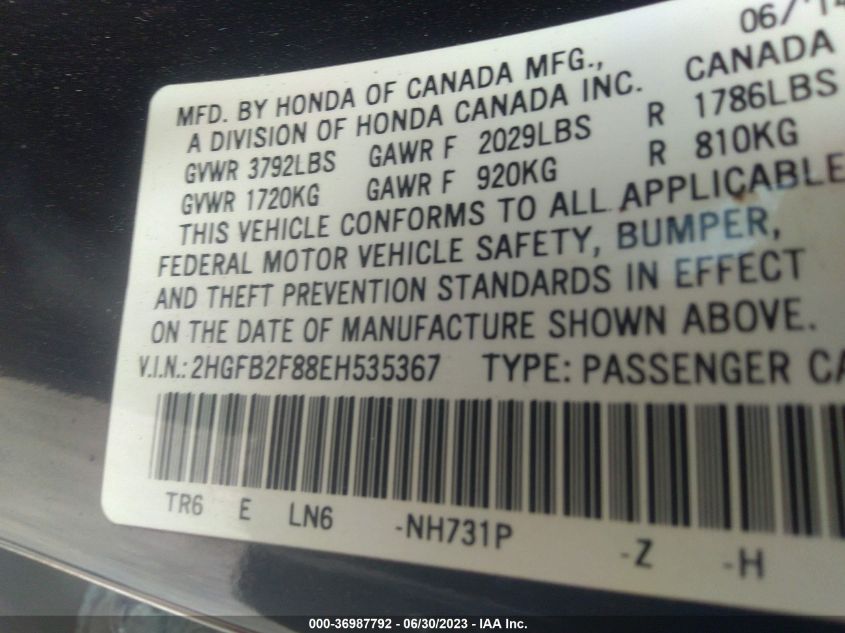 06/'14
MFD. BY HONDA OF CANADA MFG.,
A DIVISION OF HONDA CANADA INC. CANADA
GVWR 3792LBS GAWR F 2029LBS R 1786LBS
GVWR 1720KG GAWR F 920KG R 810KG
THIS VEHICLE CONFORMS TO ALL APPLICABLE
FEDERAL MOTOR VEHICLE SAFETY, BUMPER,
AND THEFT PREVENTION STANDARDS IN EFFECT
ON THE DATE OF MANUFACTURE SHOWN ABOVE.
V.I.N.: 2HGFB2F88EH535367 TYPE: PASSENGER CA
TR6 E LN6 -NH731P -Z -H
000-36987792 - 06/30/2023 - IAA Inc.